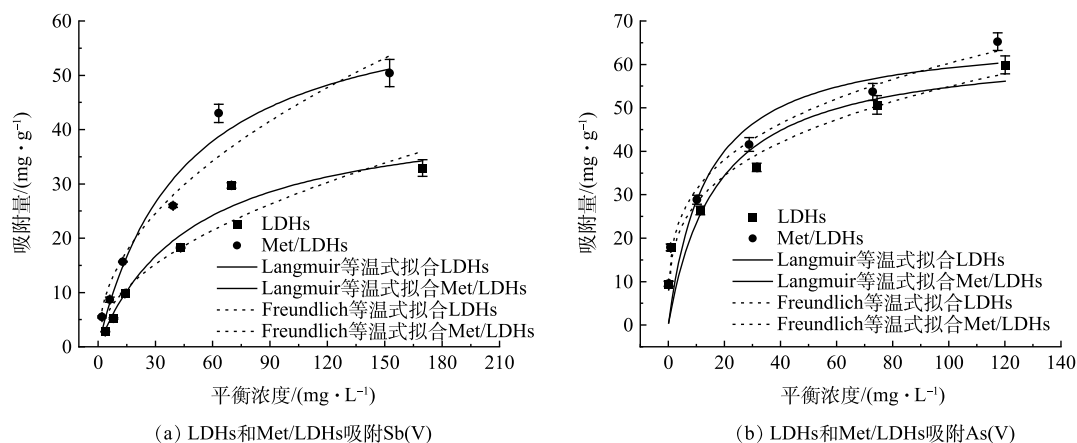 60
50
40
30
20
10
0
吸附量/(mg·g⁻¹)
LDHs
Met/LDHs
Langmuir等温式拟合LDHs
Langmuir等温式拟合Met/LDHs
Freundlich等温式拟合LDHs
Freundlich等温式拟合Met/LDHs
0 30 60 90 120 150 180 210
平衡浓度/(mg·L⁻¹)
(a) LDHs和Met/LDHs吸附Sb(V)
70
60
50
40
30
20
10
0
吸附量/(mg·g⁻¹)
LDHs
Met/LDHs
Langmuir等温式拟合LDHs
Langmuir等温式拟合Met/LDHs
Freundlich等温式拟合LDHs
Freundlich等温式拟合Met/LDHs
0 20 40 60 80 100 120 140
平衡浓度/(mg·L⁻¹)
(b) LDHs和Met/LDHs吸附As(V)